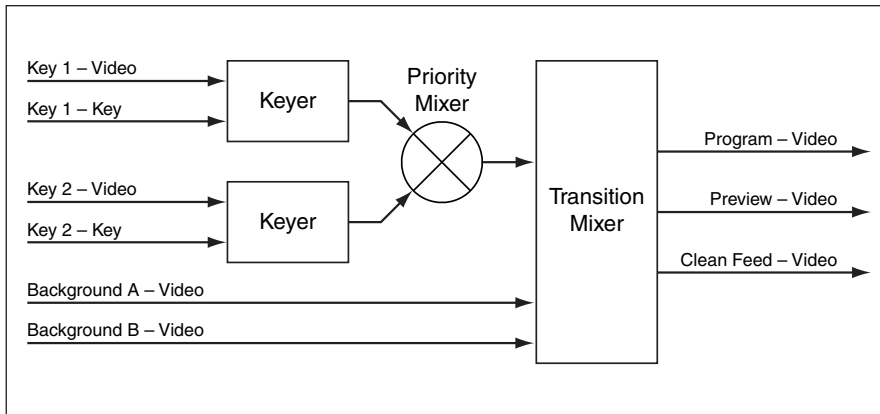 Key 1 – Video
Key 1 – Key
Keyer
Priority
Mixer
Key 2 – Video
Key 2 – Key
Keyer
Background A – Video
Background B – Video
Transition
Mixer
Program – Video
Preview – Video
Clean Feed – Video